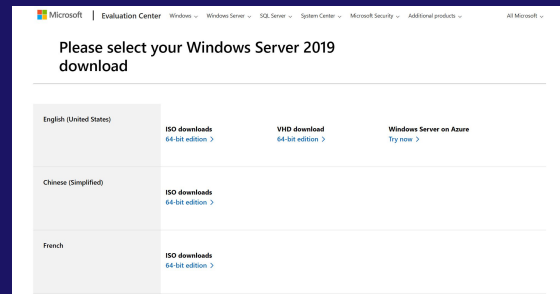 Microsoft | Evaluation Center Windows Windows Server SQL Server System Center Microsoft Security Additional products All Microsoft
Please select your Windows Server 2019
download
English (United States)
ISO downloads VHD download Windows Server on Azure
64-bit edition > 64-bit edition > Try now >
Chinese (Simplified)
ISO downloads
64-bit edition >
French
ISO downloads
64-bit edition >